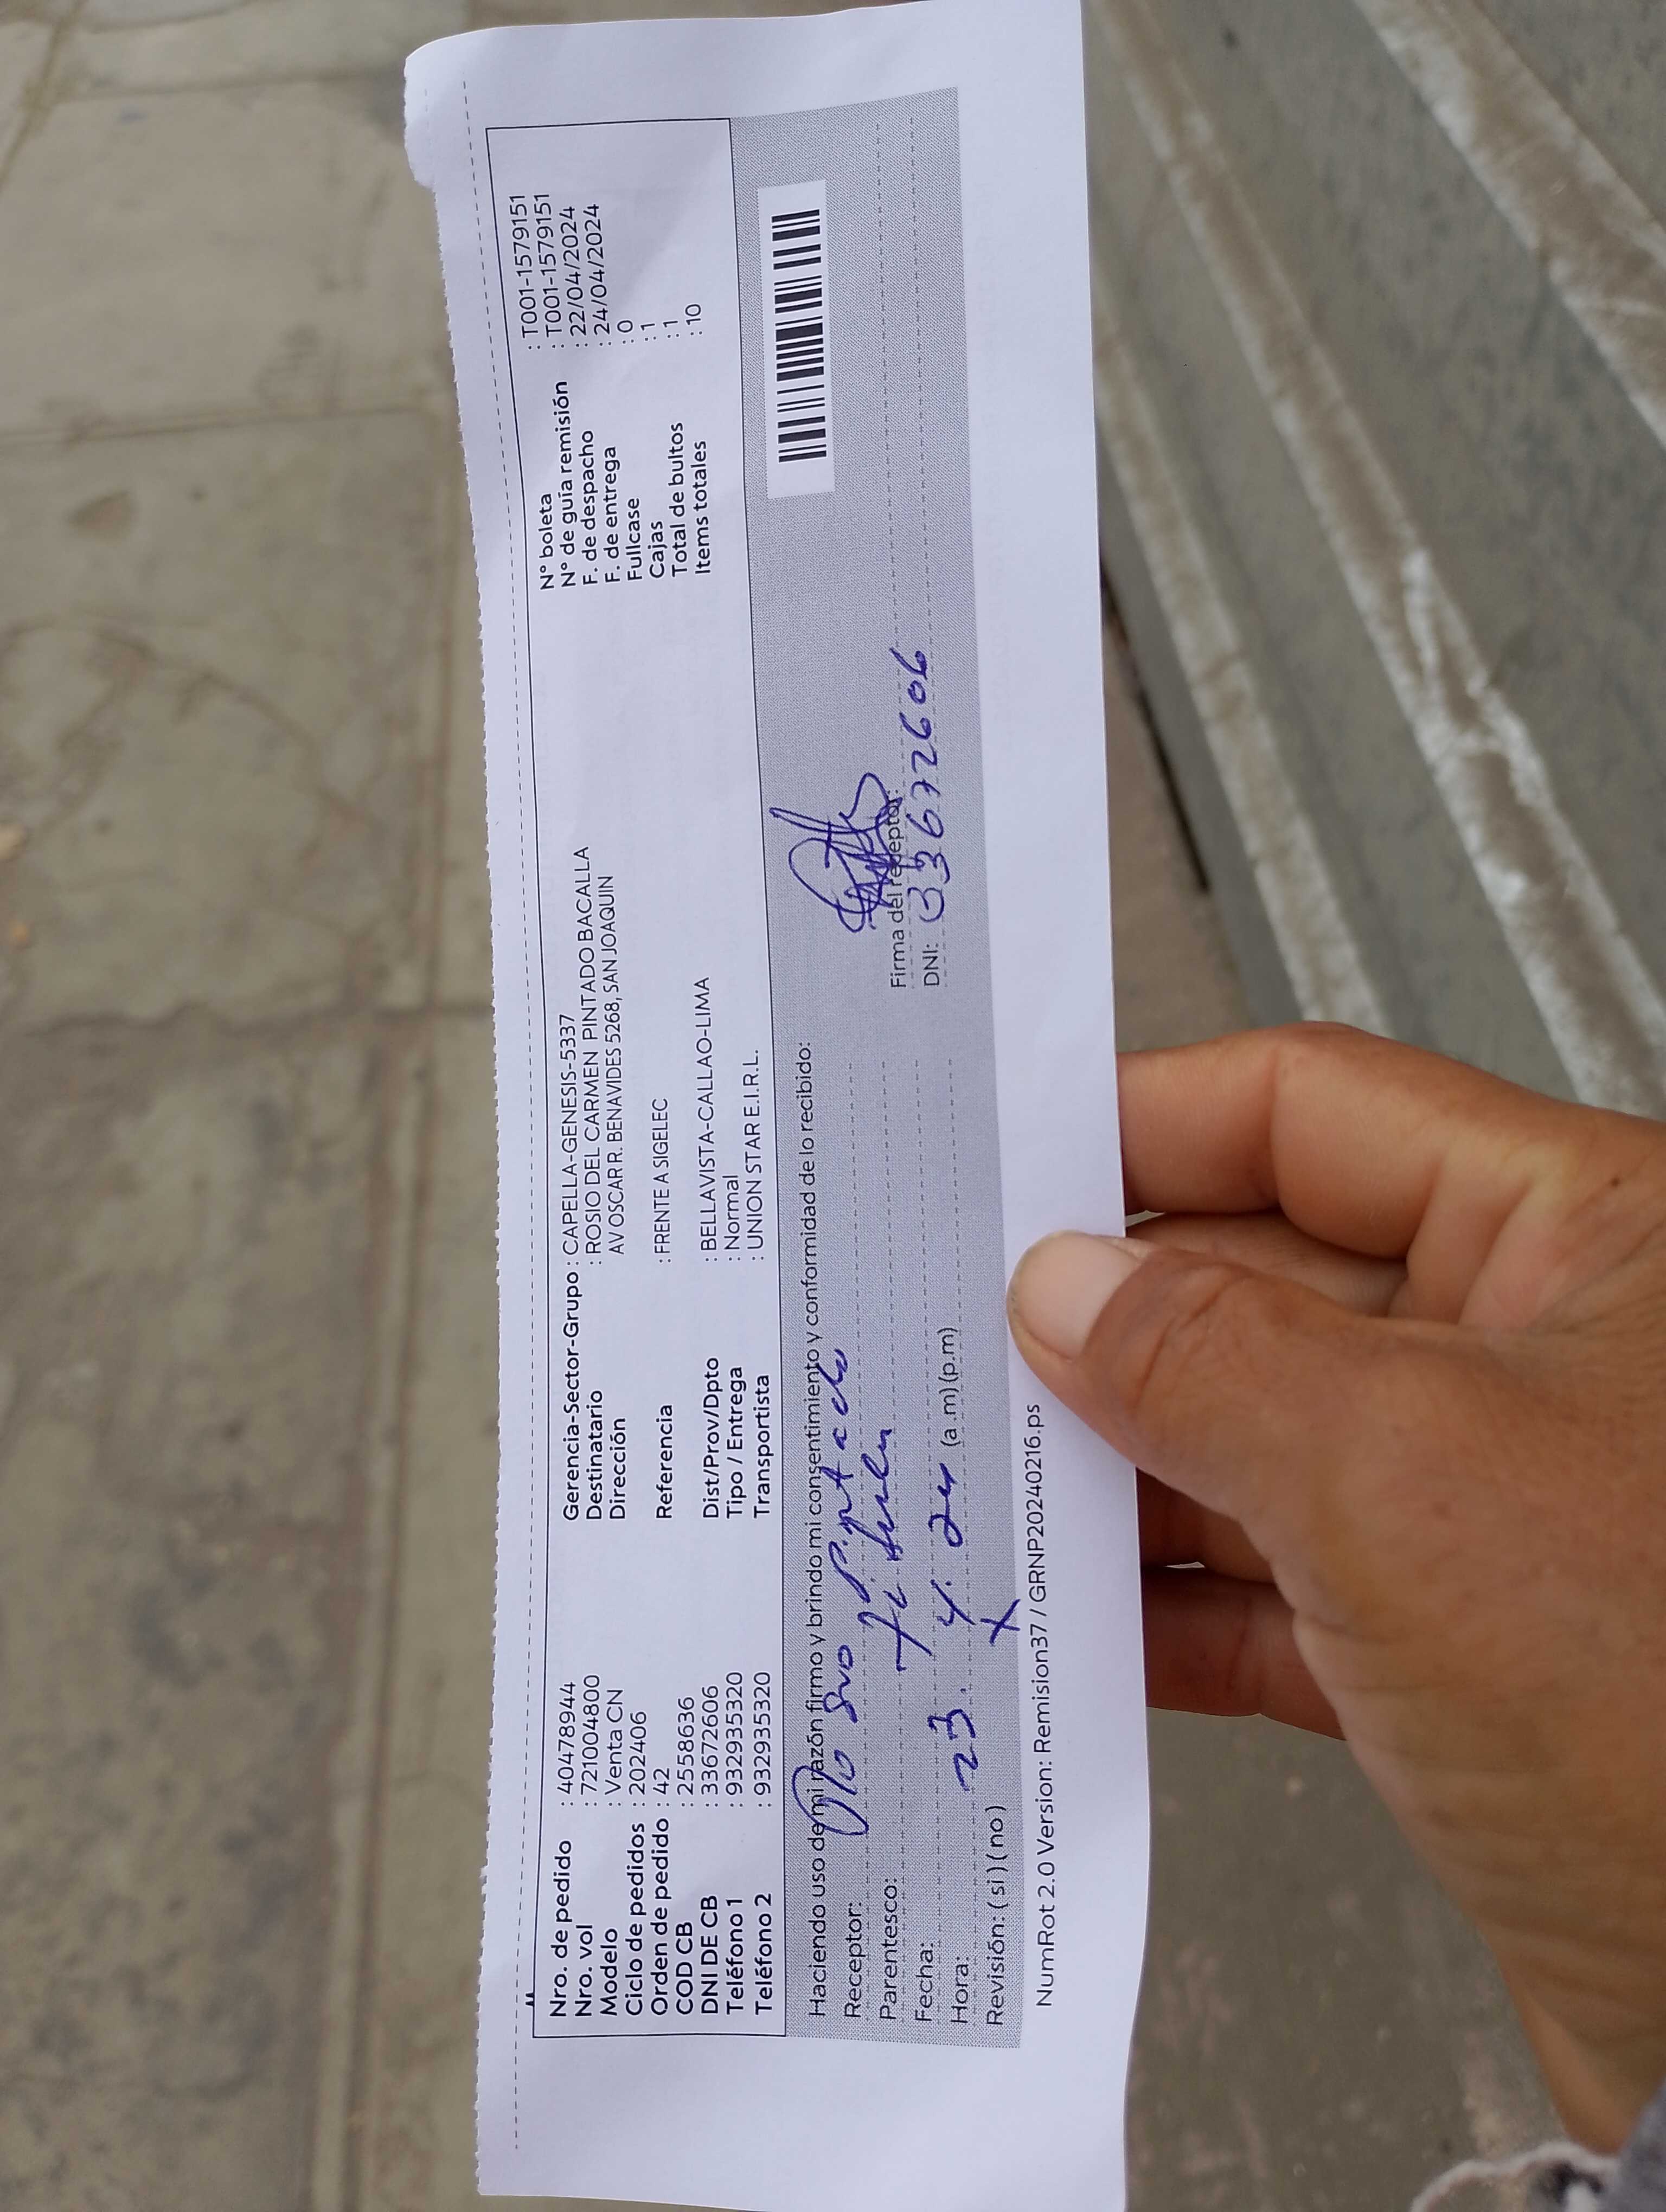 Nro. de pedido : 40478944
Nro. vol : 721004800
Modelo : Venta CN
Ciclo de pedidos : 202406
Orden de pedido : 42
COD CB : 2558636
DNI DE CB : 33672606
Teléfono 1 : 932935320
Teléfono 2 : 932935320
Gerencia-Sector-Grupo : CAPELLA-GENESIS-5337
Destinatario : ROSIO DEL CARMEN PINTADO BACALLA
Dirección AV OSCAR R. BENAVIDES 5268, SAN JOAQUIN
Referencia : FRENTE A SIGELEC
Dist/Prov/Dpto : BELLAVISTA-CALLAO-LIMA
Tipo / Entrega : Normal
Transportista : UNION STAR E.I.R.L.
N° boleta : T001-1579151
N° de guía remisión : T001-1579151
F. de despacho : 22/04/2024
F. de entrega : 24/04/2024
Fullcase : 0
Cajas : 1
Total de bultos : 1
Items totales : 10
Haciendo uso de mi razón firmo y brindo mi consentimiento y conformidad de lo recibido:
Receptor: Pintado
Parentesco:
Fecha: 23. 4. 24
Hora: (a.m) (p.m)
Revisión: ( si ) ( no ) X
Firma del receptor:
DNI: 33672606
NumRot 2.0 Version: Remision37 / GRNP20240216.ps